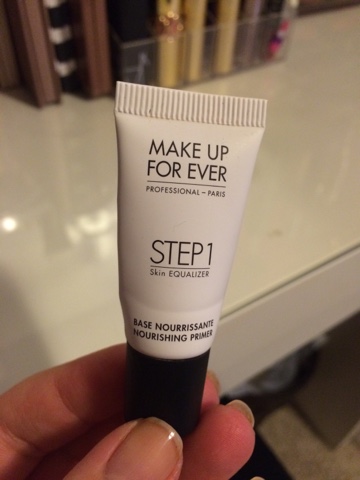 MAKE UP
FOR EVER
PROFESSIONAL – PARIS
STEP 1
Skin EQUALIZER
BASE NOURRISSANTE
NOURISHING PRIMER